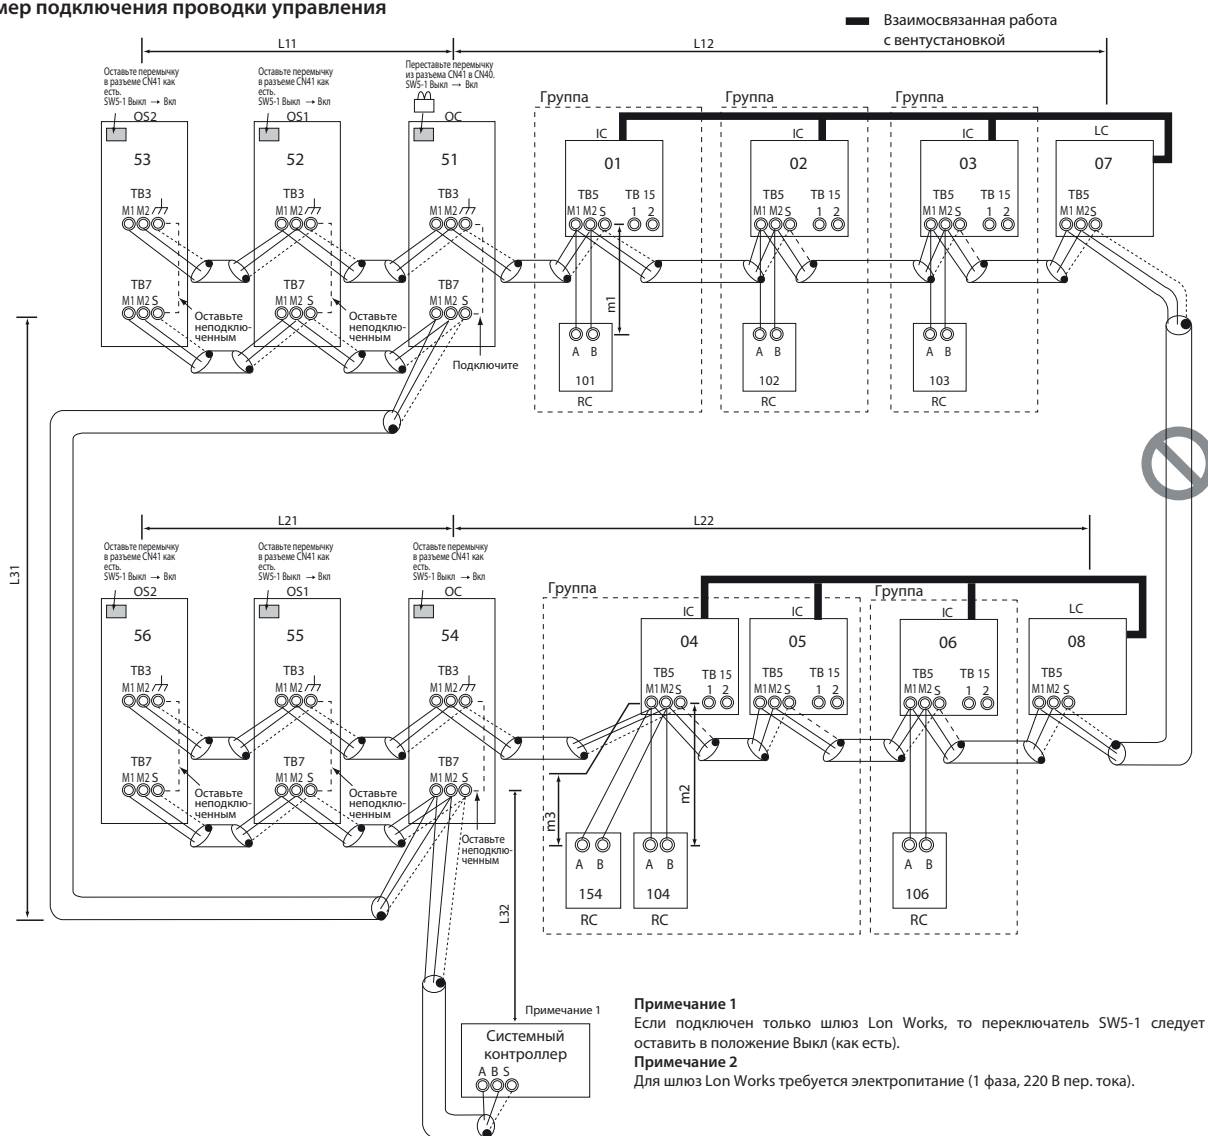 мер подключения проводки управления
Взаимосвязанная работа
с вентустановкой
L11
L12
Оставьте перемычку
в разъеме CN41 как
есть.
SW5-1 Выкл → Вкл
OS2
53
TB3
M1 M2
TB7
M1 M2 S
Оставьте
неподклю-
ченным
Оставьте перемычку
в разъеме CN41 как
есть.
SW5-1 Выкл → Вкл
OS1
52
TB3
M1 M2
TB7
M1 M2 S
Оставьте
неподклю-
ченным
Переставьте перемычку
из разъема CN41 в CN40.
SW5-1 Выкл → Вкл
OC
51
TB3
M1 M2
TB7
M1 M2 S
Подключите
Группа
IC
01
TB5
TB 15
M1 M2 S
1 2
m1
A B
101
RC
Группа
IC
02
TB5
TB 15
M1 M2 S
1 2
A B
102
RC
Группа
IC
03
TB5
TB 15
M1 M2 S
1 2
A B
103
RC
LC
07
TB5
M1 M2 S
L31
L21
L22
Оставьте перемычку
в разъеме CN41 как
есть.
SW5-1 Выкл → Вкл
OS2
56
TB3
M1 M2
TB7
M1 M2 S
Оставьте
неподклю-
ченным
Оставьте перемычку
в разъеме CN41 как
есть.
SW5-1 Выкл → Вкл
OS1
55
TB3
M1 M2
TB7
M1 M2 S
Оставьте
неподклю-
ченным
Оставьте перемычку
в разъеме CN41 как
есть.
SW5-1 Выкл → Вкл
OC
54
TB3
M1 M2
TB7
M1 M2 S
Оставьте
неподклю-
ченным
Группа
IC
04
TB5
TB 15
M1 M2 S
1 2
IC
05
TB5
TB 15
M1 M2 S
1 2
m3
m2
A B
154
RC
A B
104
RC
Группа
IC
06
TB5
TB 15
M1 M2 S
1 2
A B
106
RC
LC
08
TB5
M1 M2 S
L32
Примечание 1
Системный
контроллер
A B S
Примечание 1
Если подключен только шлюз Lon Works, то переключатель SW5-1 следует
оставить в положение Выкл (как есть).
Примечание 2
Для шлюз Lon Works требуется электропитание (1 фаза, 220 В пер. тока).